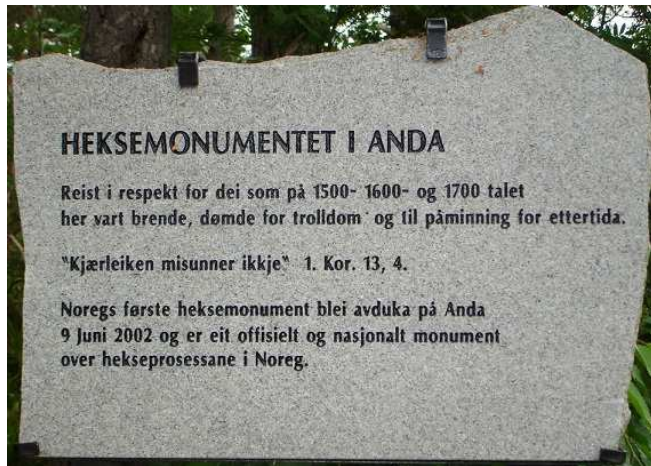 HEKSEMONUMENTET I ANDA
Reist i respekt for dei som på 1500- 1600- og 1700 talet
her vart brende, dømde for trolldom og til påminning for ettertida.
"Kjærleiken misunner ikkje" 1. Kor. 13, 4.
Noregs første heksemonument blei avduka på Anda
9 Juni 2002 og er eit offisielt og nasjonalt monument
over hekseprosessane i Noreg.